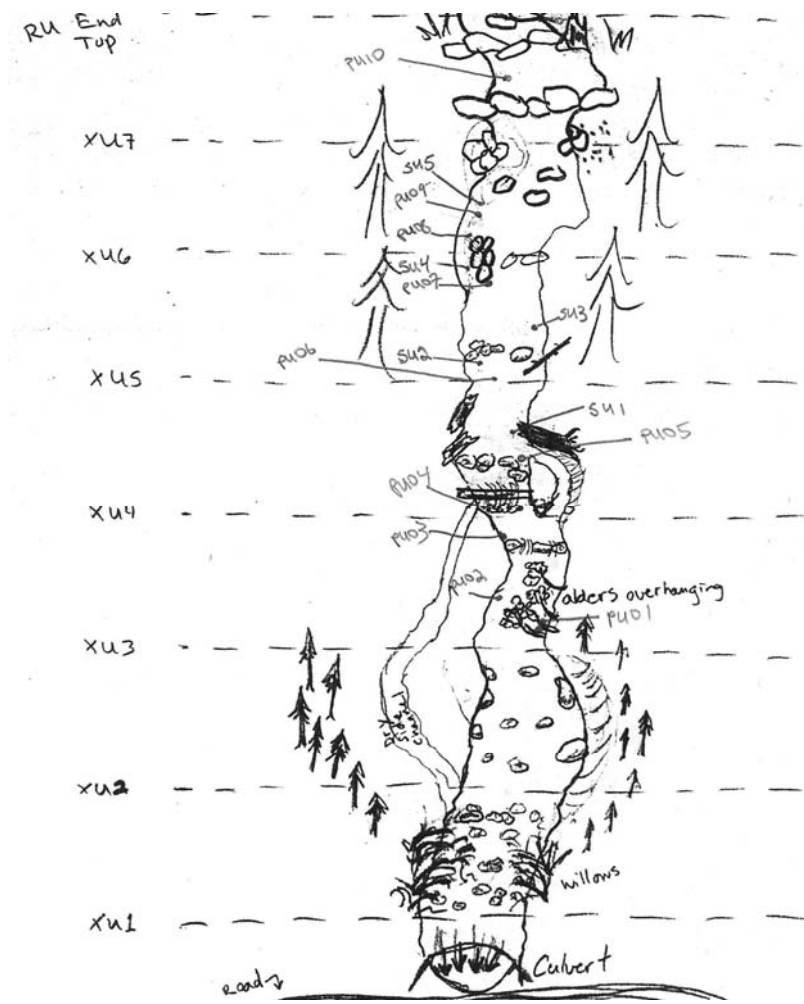 RU End
Top
PU10
XU7
SU5
PU09
PU08
XU6
SU4
PU07
SU3
PU06
SU2
XU5
SU1
PU05
PU04
XU4
PU03
PU02
alders overhanging
PU01
XU3
Dry
Side
Channel
XU2
willows
XU1
Culvert
Road